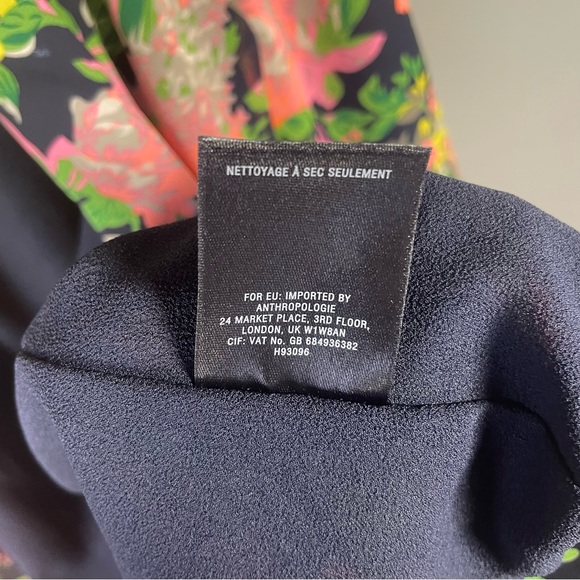 NETTOYAGE À SEC SEULEMENT
FOR EU: IMPORTED BY
ANTHROPOLOGIE
24 MARKET PLACE, 3RD FLOOR,
LONDON, UK W1W8AN
CIF: VAT No. GB 684936382
H93096